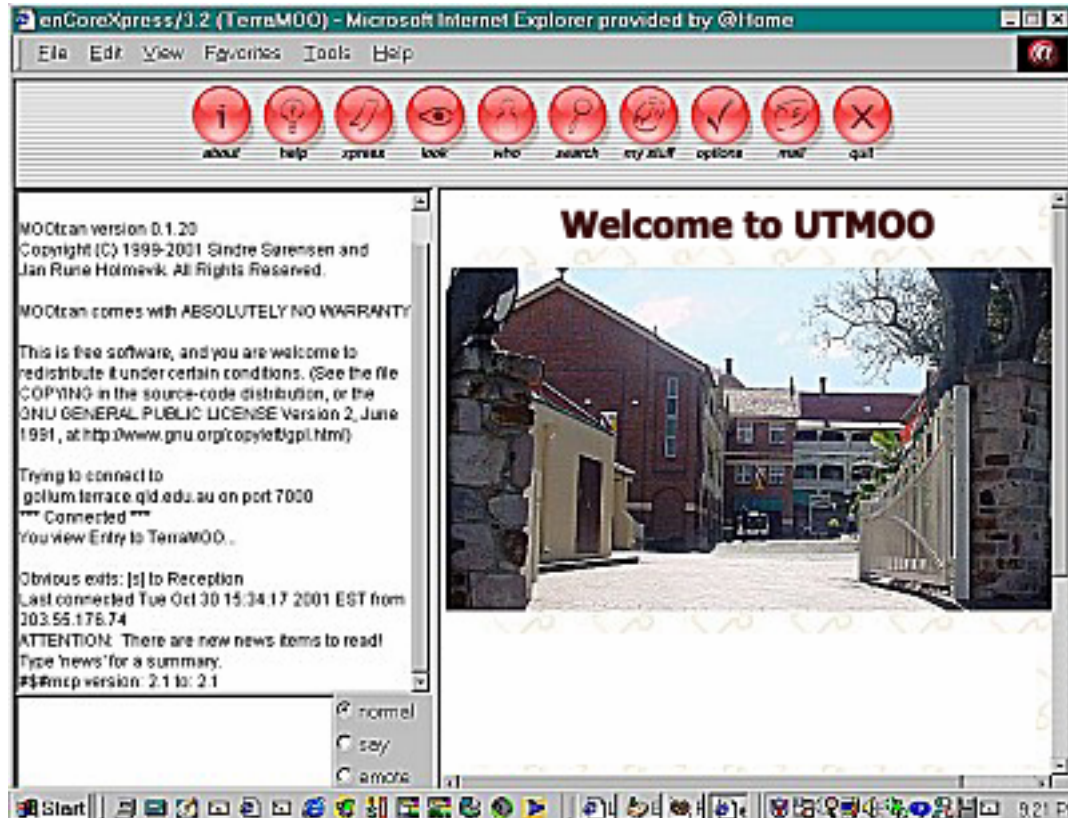 enCoreXpress/3.2 (TerraMOO) - Microsoft Internet Explorer provided by @Home
File Edit View Favorites Tools Help
about help xpress look who search my stuff options mail quit
MOOtcan version 0.1.20
Copyright (C) 1999-2001 Sindre Sørensen and
Jan Rune Holmevik. All Rights Reserved.
MOOtcan comes with ABSOLUTELY NO WARRANTY
This is free software, and you are welcome to
redistribute it under certain conditions. (See the file
COPYING in the source-code distribution, or the
GNU GENERAL PUBLIC LICENSE Version 2, June
1991, at http://www.gnu.org/copyleft/gpl.html)
Trying to connect to
gollum.terrace.qld.edu.au on port 7000
*** Connected ***
You view Entry to TerraMOO...
Obvious exits: [s] to Reception
Last connected Tue Oct 30 15:34:17 2001 EST from
203.55.176.74
ATTENTION: There are new news items to read!
Type 'news' for a summary.
#$#mcp version: 2.1 to: 2.1
normal
say
emote
Welcome to UTMOO
Start
9:21 P